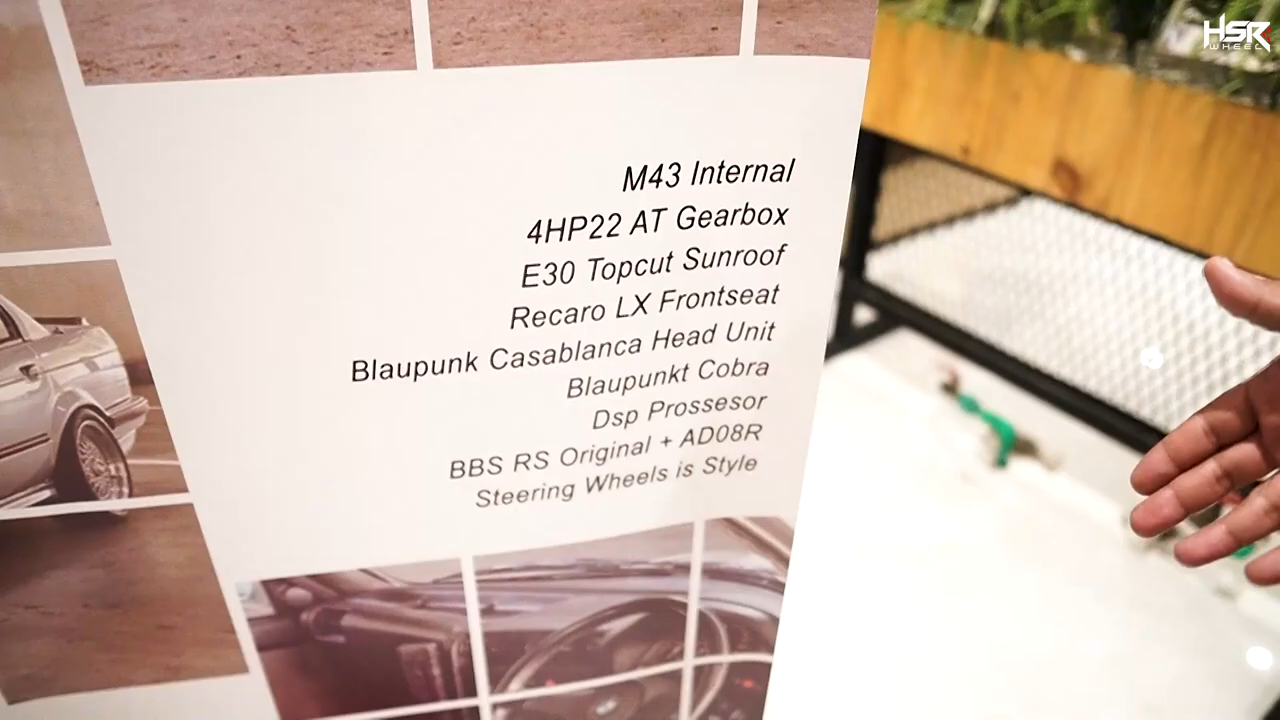 HSR
WHEEL
M43 Internal
4HP22 AT Gearbox
E30 Topcut Sunroof
Recaro LX Frontseat
Blaupunk Casablanca Head Unit
Blaupunkt Cobra
Dsp Prossesor
BBS RS Original + AD08R
Steering Wheels is Style